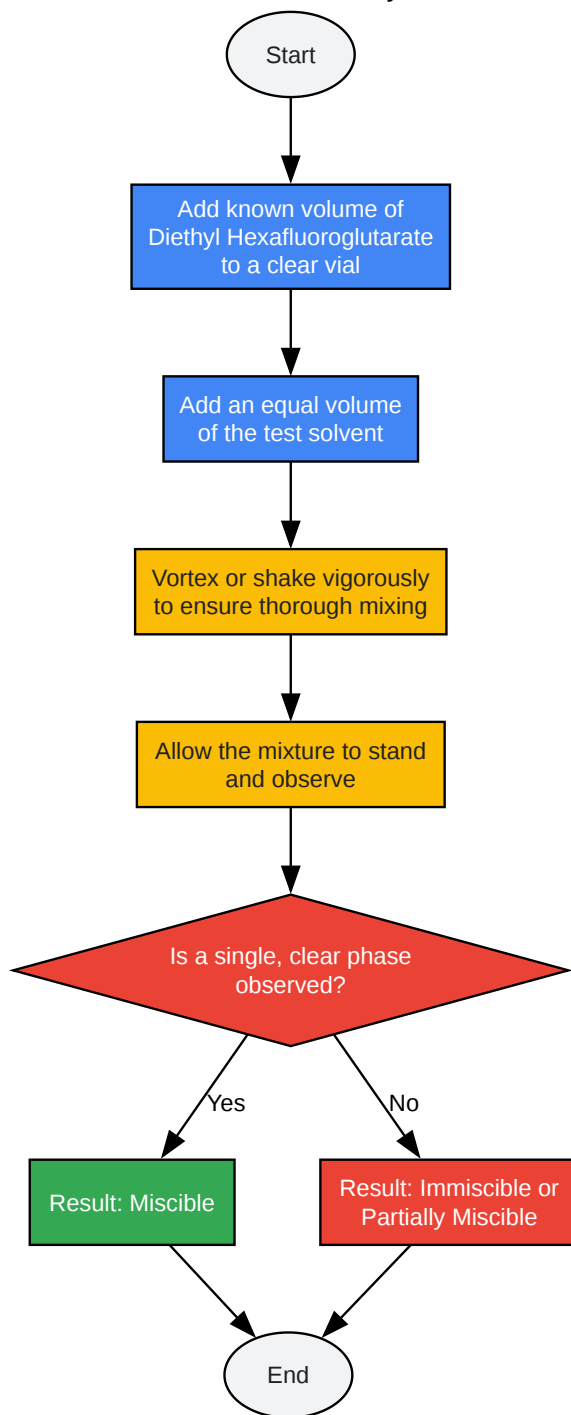 Start
Add known volume of
Diethyl Hexafluoroglutarate
to a clear vial
Add an equal volume
of the test solvent
Vortex or shake vigorously
to ensure thorough mixing
Allow the mixture to stand
and observe
Is a single, clear phase
observed?
Yes
No
Result: Miscible
Result: Immiscible or
Partially Miscible
End